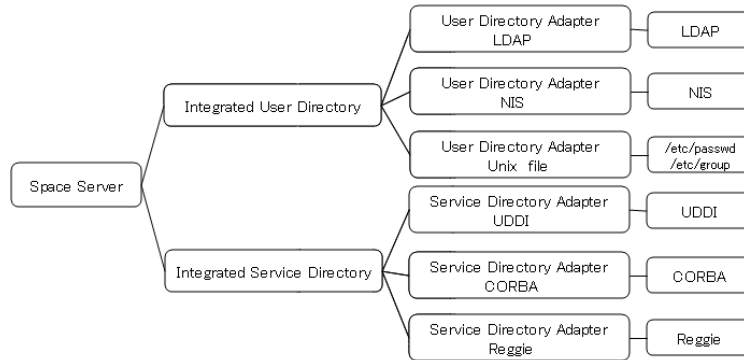 User Directory Adapter
LDAP
LDAP
User Directory Adapter
NIS
NIS
Integrated User Directory
User Directory Adapter
Unix file
/etc/passwd
/etc/group
Space Server
Service Directory Adapter
UDDI
UDDI
Integrated Service Directory
Service Directory Adapter
CORBA
CORBA
Service Directory Adapter
Reggie
Reggie